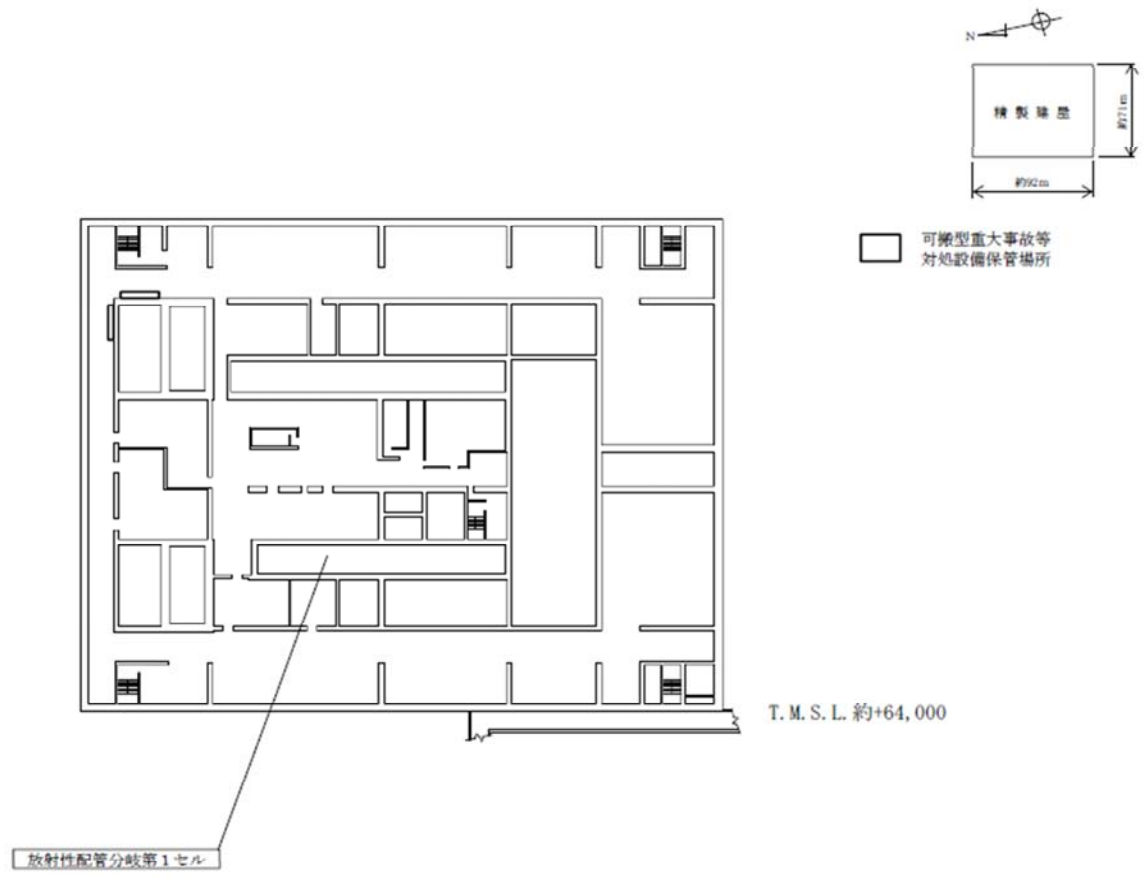 N
精製建屋
約71m
約92m
可搬型重大事故等
対処設備保管場所
T.M.S.L.約+64,000
放射性配管分岐第1セル